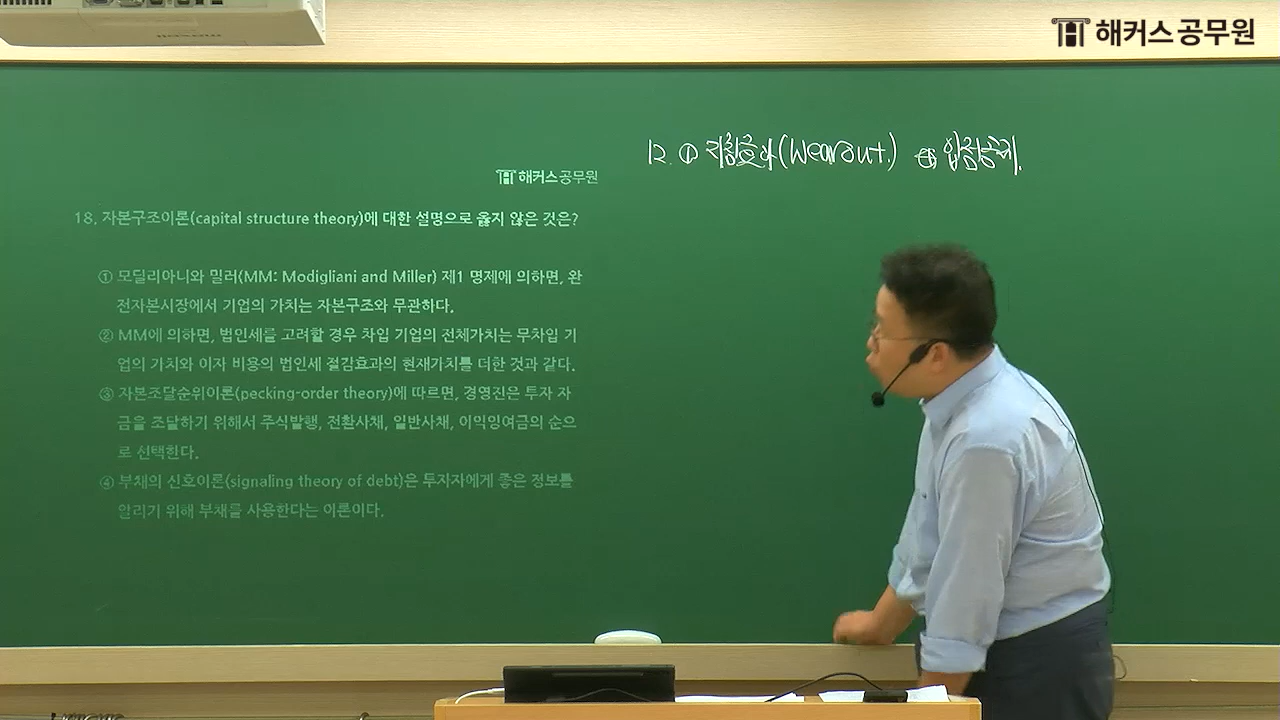 해커스 공무원
12. ① 지침효과(Wearout.) ④ 입점공제.
해커스공무원
18. 자본구조이론(capital structure theory)에 대한 설명으로 옳지 않은 것은?
① 모딜리아니와 밀러(MM: Modigliani and Miller) 제1 명제에 의하면, 완
전자본시장에서 기업의 가치는 자본구조와 무관하다.
② MM에 의하면, 법인세를 고려할 경우 차입 기업의 전체가치는 무차입 기
업의 가치와 이자 비용의 법인세 절감효과의 현재가치를 더한 것과 같다.
③ 자본조달순위이론(pecking-order theory)에 따르면, 경영진은 투자 자
금을 조달하기 위해서 주식발행, 전환사채, 일반사채, 이익잉여금의 순으
로 선택한다.
④ 부채의 신호이론(signaling theory of debt)은 투자자에게 좋은 정보를
알리기 위해 부채를 사용한다는 이론이다.